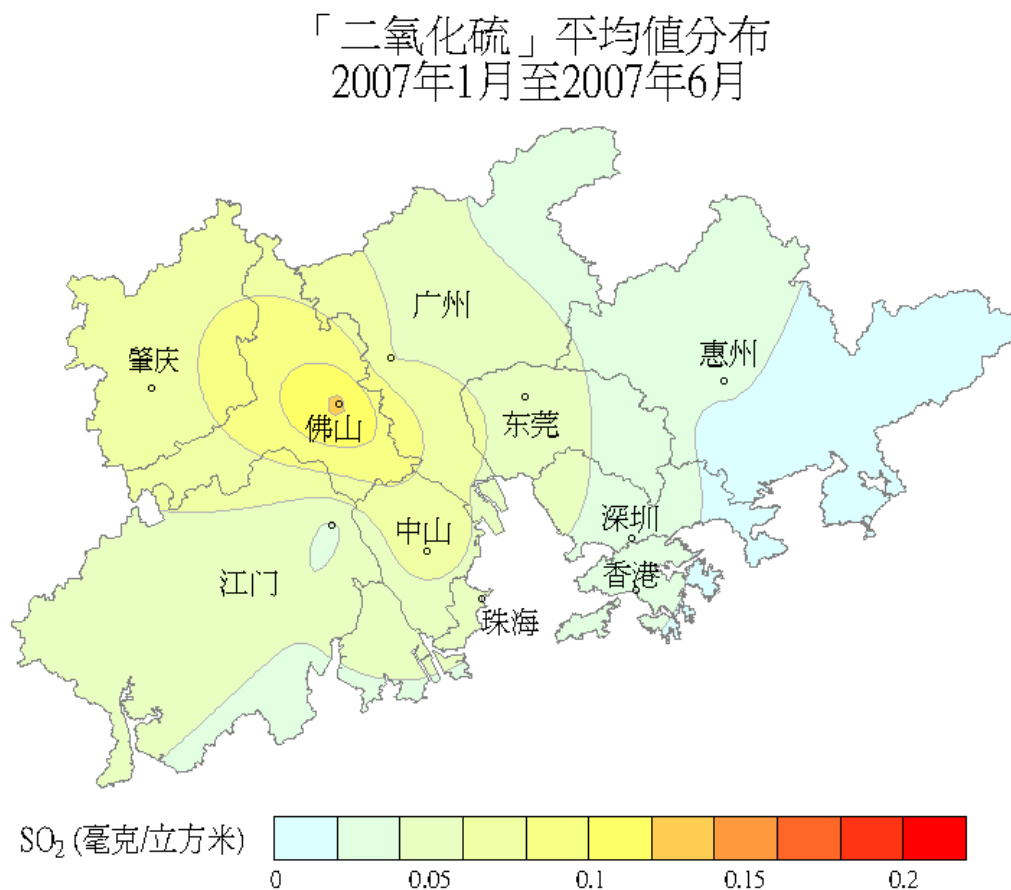 「二氧化硫」平均値分布
2007年1月至2007年6月
广州
肇庆
惠州
佛山
东莞
中山
深圳
香港
江门
珠海
SO₂ (毫克/立方米)
0 0.05 0.1 0.15 0.2